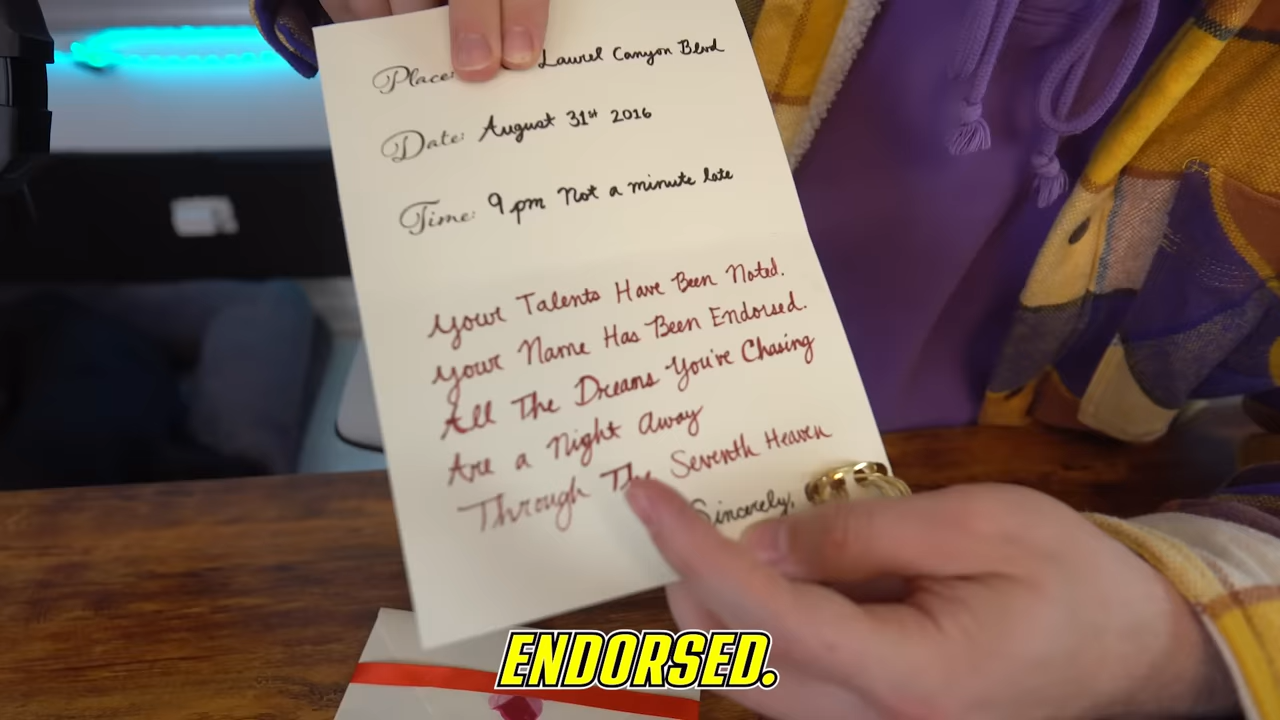 Place: Laurel Canyon Blvd
Date: August 31st 2016
Time: 9 pm Not a minute late
Your Talents Have Been Noted.
Your Name Has Been Endorsed.
All The Dreams You're Chasing
Are a Night Away
Through The Seventh Heaven
Sincerely,
ENDORSED.